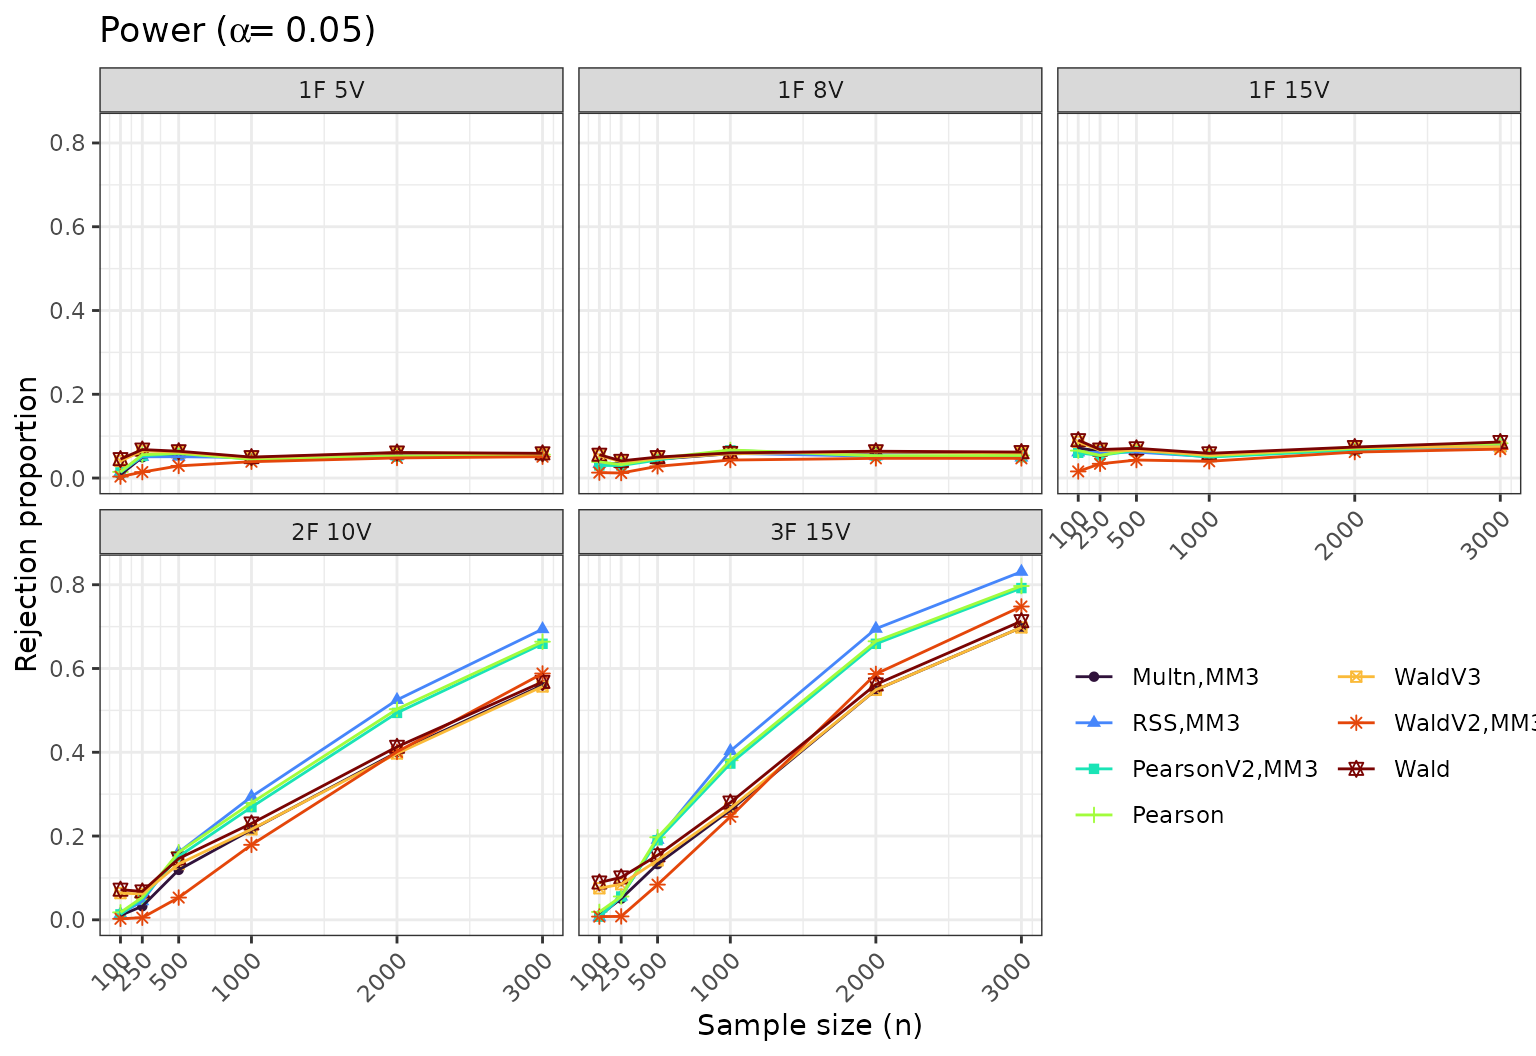 Power (α= 0.05)
1F 5V
1F 8V
1F 15V
0.8
0.6
0.4
0.2
0.0
100
250
500
1000
2000
3000
2F 10V
3F 15V
0.8
0.6
0.4
0.2
0.0
100
250
500
1000
2000
3000
100
250
500
1000
2000
3000
Rejection proportion
Sample size (n)
Multn,MM3
RSS,MM3
PearsonV2,MM3
Pearson
WaldV3
WaldV2,MM3
Wald